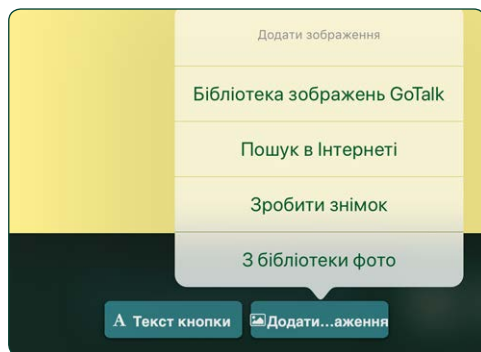 Додати зображення
Бібліотека зображень GoTalk
Пошук в Інтернеті
Зробити знімок
З бібліотеки фото
A Текст кнопки
Додати...аження